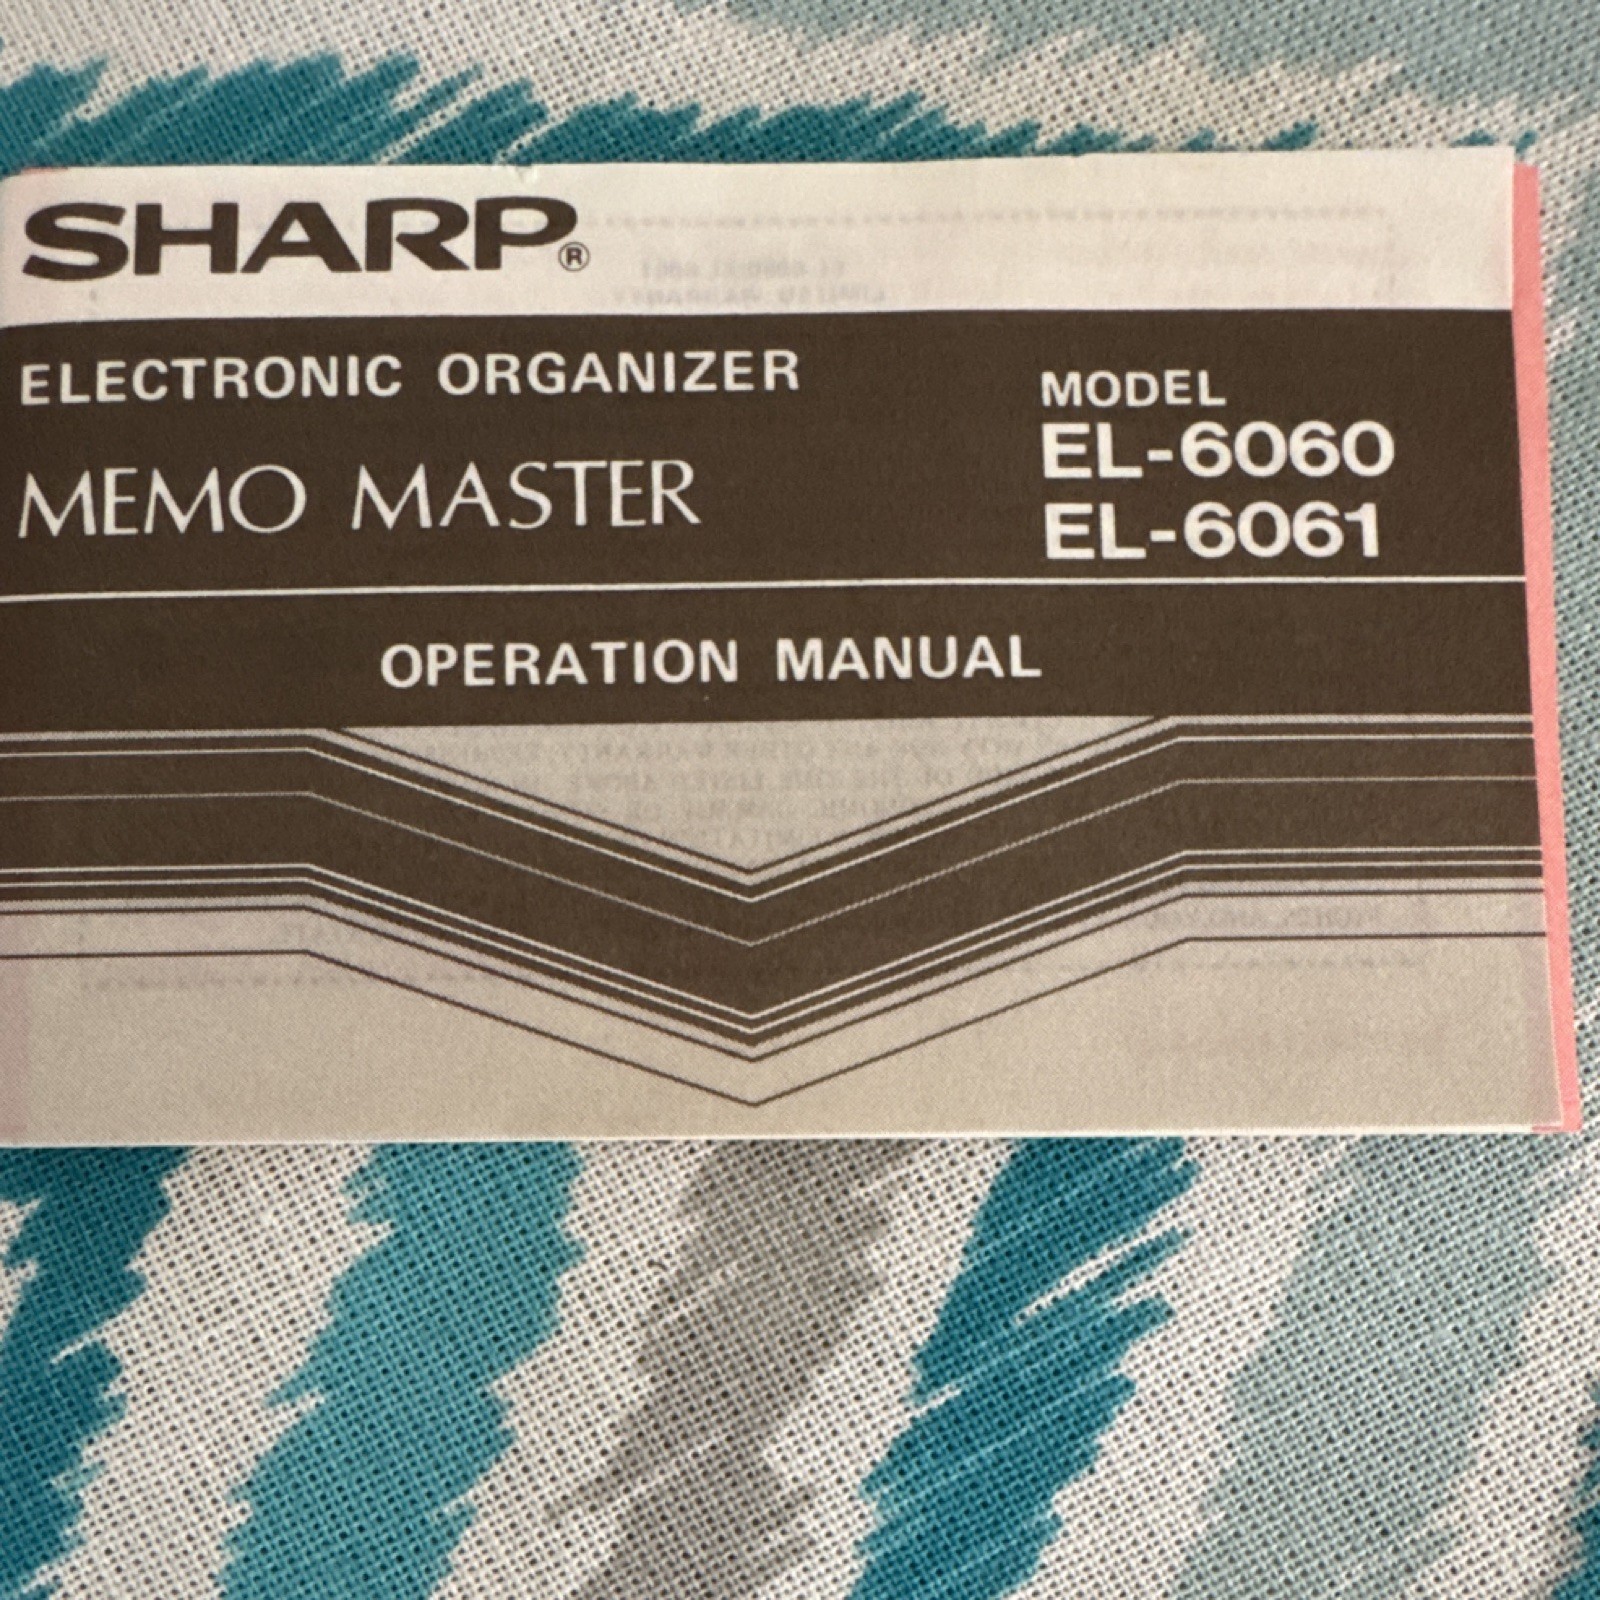 SHARP®
ELECTRONIC ORGANIZER
MEMO MASTER
MODEL
EL-6060
EL-6061
OPERATION MANUAL